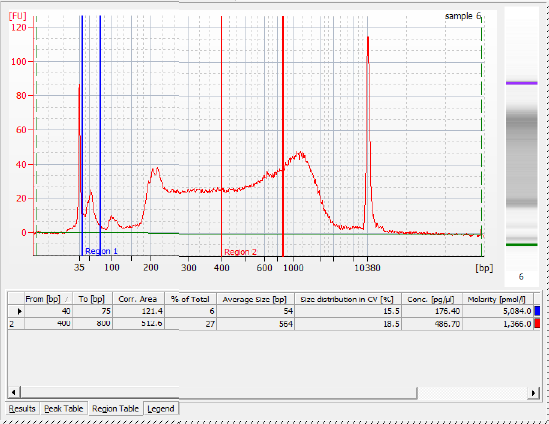 [FU]
sample 6
120
100
80
60
40
20
0
Region 1
Region 2
35 100 200 300 400 600 1000 10380 [bp]
6
From [bp] To [bp] Corr. Area % of Total Average Size [bp] Size distribution in CV [%] Conc. [pg/µl] Molarity [pmol/l]
40 75 121.4 6 54 15.5 176.40 5,084.0
2 400 800 512.6 27 564 18.5 486.70 1,366.0
Results Peak Table Region Table Legend